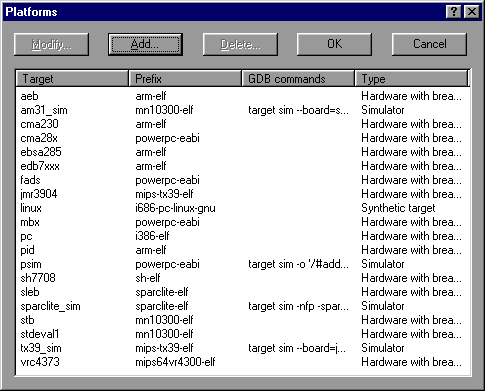 Platforms
Modify... Add... Delete... OK Cancel
Target Prefix GDB commands Type
aeb arm-elf Hardware with brea...
am31_sim mn10300-elf target sim --board=s... Simulator
cma230 arm-elf Hardware with brea...
cma28x powerpc-eabi Hardware with brea...
ebsa285 arm-elf Hardware with brea...
edb7xxx arm-elf Hardware with brea...
fads powerpc-eabi Hardware with brea...
jmr3904 mips-tx39-elf Hardware with brea...
linux i686-pc-linux-gnu Synthetic target
mbx powerpc-eabi Hardware with brea...
pc i386-elf Hardware with brea...
pid arm-elf Hardware with brea...
psim powerpc-eabi target sim -o '/#add... Simulator
sh7708 sh-elf Hardware with brea...
sleb sparclite-elf Hardware with brea...
sparclite_sim sparclite-elf target sim -nfp -spar... Simulator
stb mn10300-elf Hardware with brea...
stdeval1 mn10300-elf Hardware with brea...
tx39_sim mips-tx39-elf target sim --board=j... Simulator
vrc4373 mips64vr4300-elf Hardware with brea...